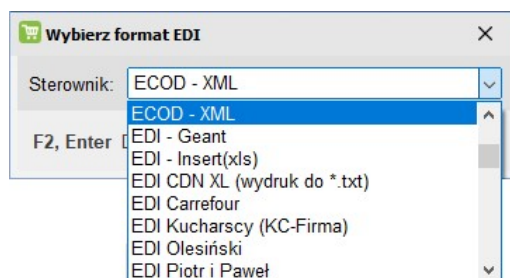 Wybierz format EDI
Sterownik: ECOD - XML
ECOD - XML
EDI - Geant
F2, Enter
EDI - Insert(xls)
EDI CDN XL (wydruk do *.txt)
EDI Carrefour
EDI Kucharscy (KC-Firma)
EDI Olesiński
EDI Piotr i Paweł